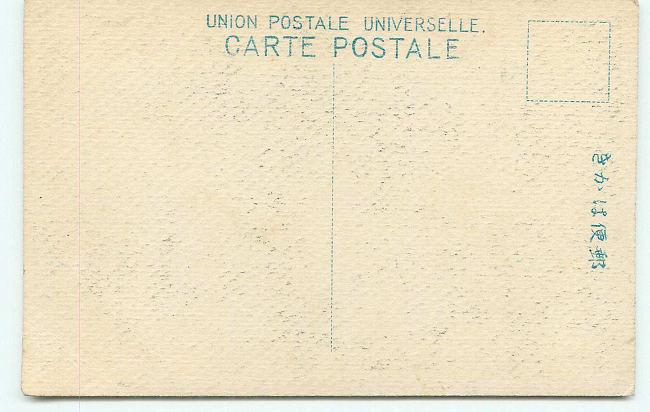 UNION POSTALE UNIVERSELLE.
CARTE POSTALE
郵便はかき